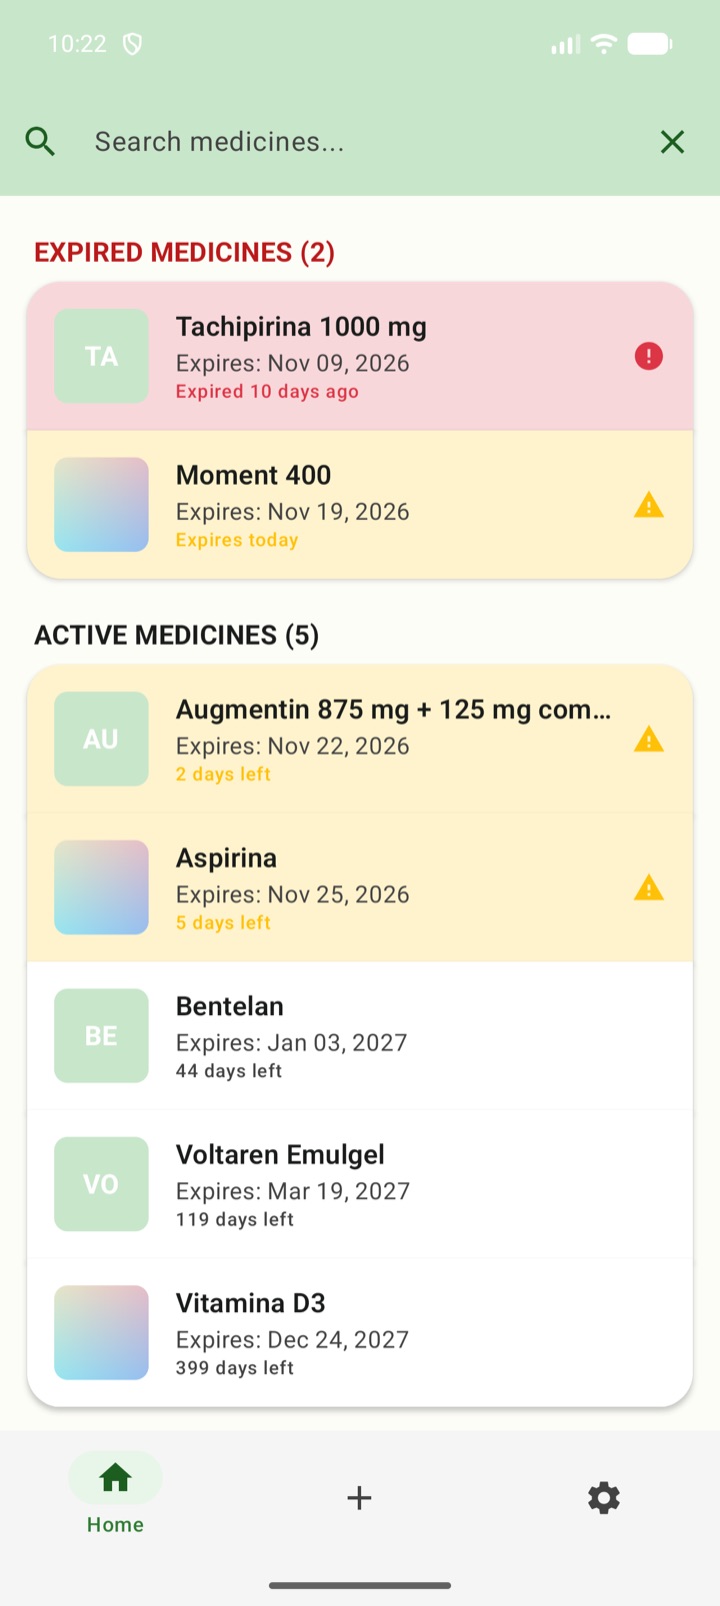 10:22
Search medicines...
EXPIRED MEDICINES (2)
TA
Tachipirina 1000 mg
Expires: Nov 09, 2026
Expired 10 days ago
Moment 400
Expires: Nov 19, 2026
Expires today
ACTIVE MEDICINES (5)
AU
Augmentin 875 mg + 125 mg com...
Expires: Nov 22, 2026
2 days left
Aspirina
Expires: Nov 25, 2026
5 days left
BE
Bentelan
Expires: Jan 03, 2027
44 days left
VO
Voltaren Emulgel
Expires: Mar 19, 2027
119 days left
Vitamina D3
Expires: Dec 24, 2027
399 days left
Home